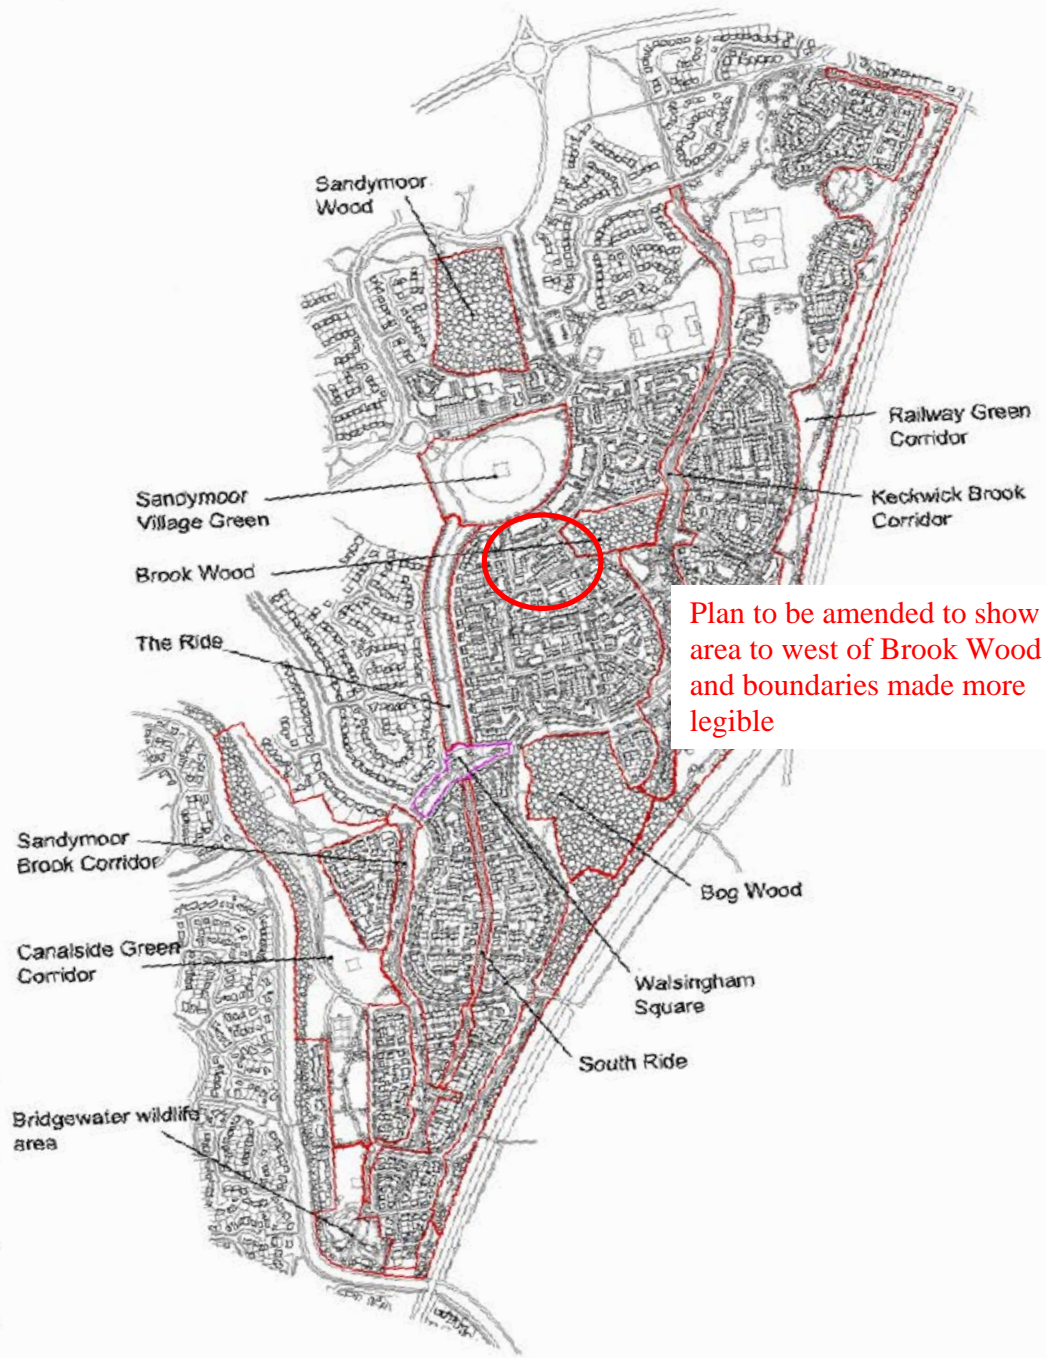 Sandymoor
Wood
Railway Green
Corridor
Sandymoor
Village Green
Keckwick Brook
Corridor
Brook Wood
Plan to be amended to show
area to west of Brook Wood
and boundaries made more
legible
The Ride
Sandymoor
Brook Corridor
Bog Wood
Canalside Green
Corridor
Walsingham
Square
South Ride
Bridgewater wildlife
area